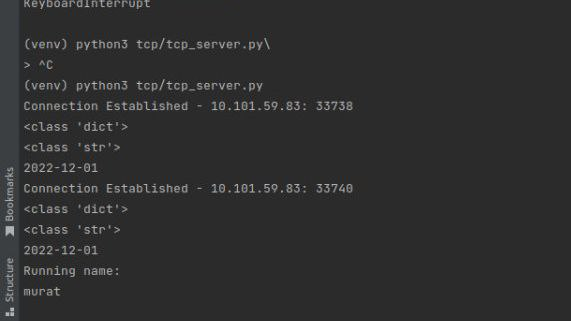 KeyboardInterrupt
(venv) python3 tcp/tcp_server.py\
> ^C
(venv) python3 tcp/tcp_server.py
Connection Established - 10.101.59.83: 33738
<class 'dict'>
<class 'str'>
2022-12-01
Connection Established - 10.101.59.83: 33740
<class 'dict'>
<class 'str'>
2022-12-01
Running name:
murat
Bookmarks
Structure